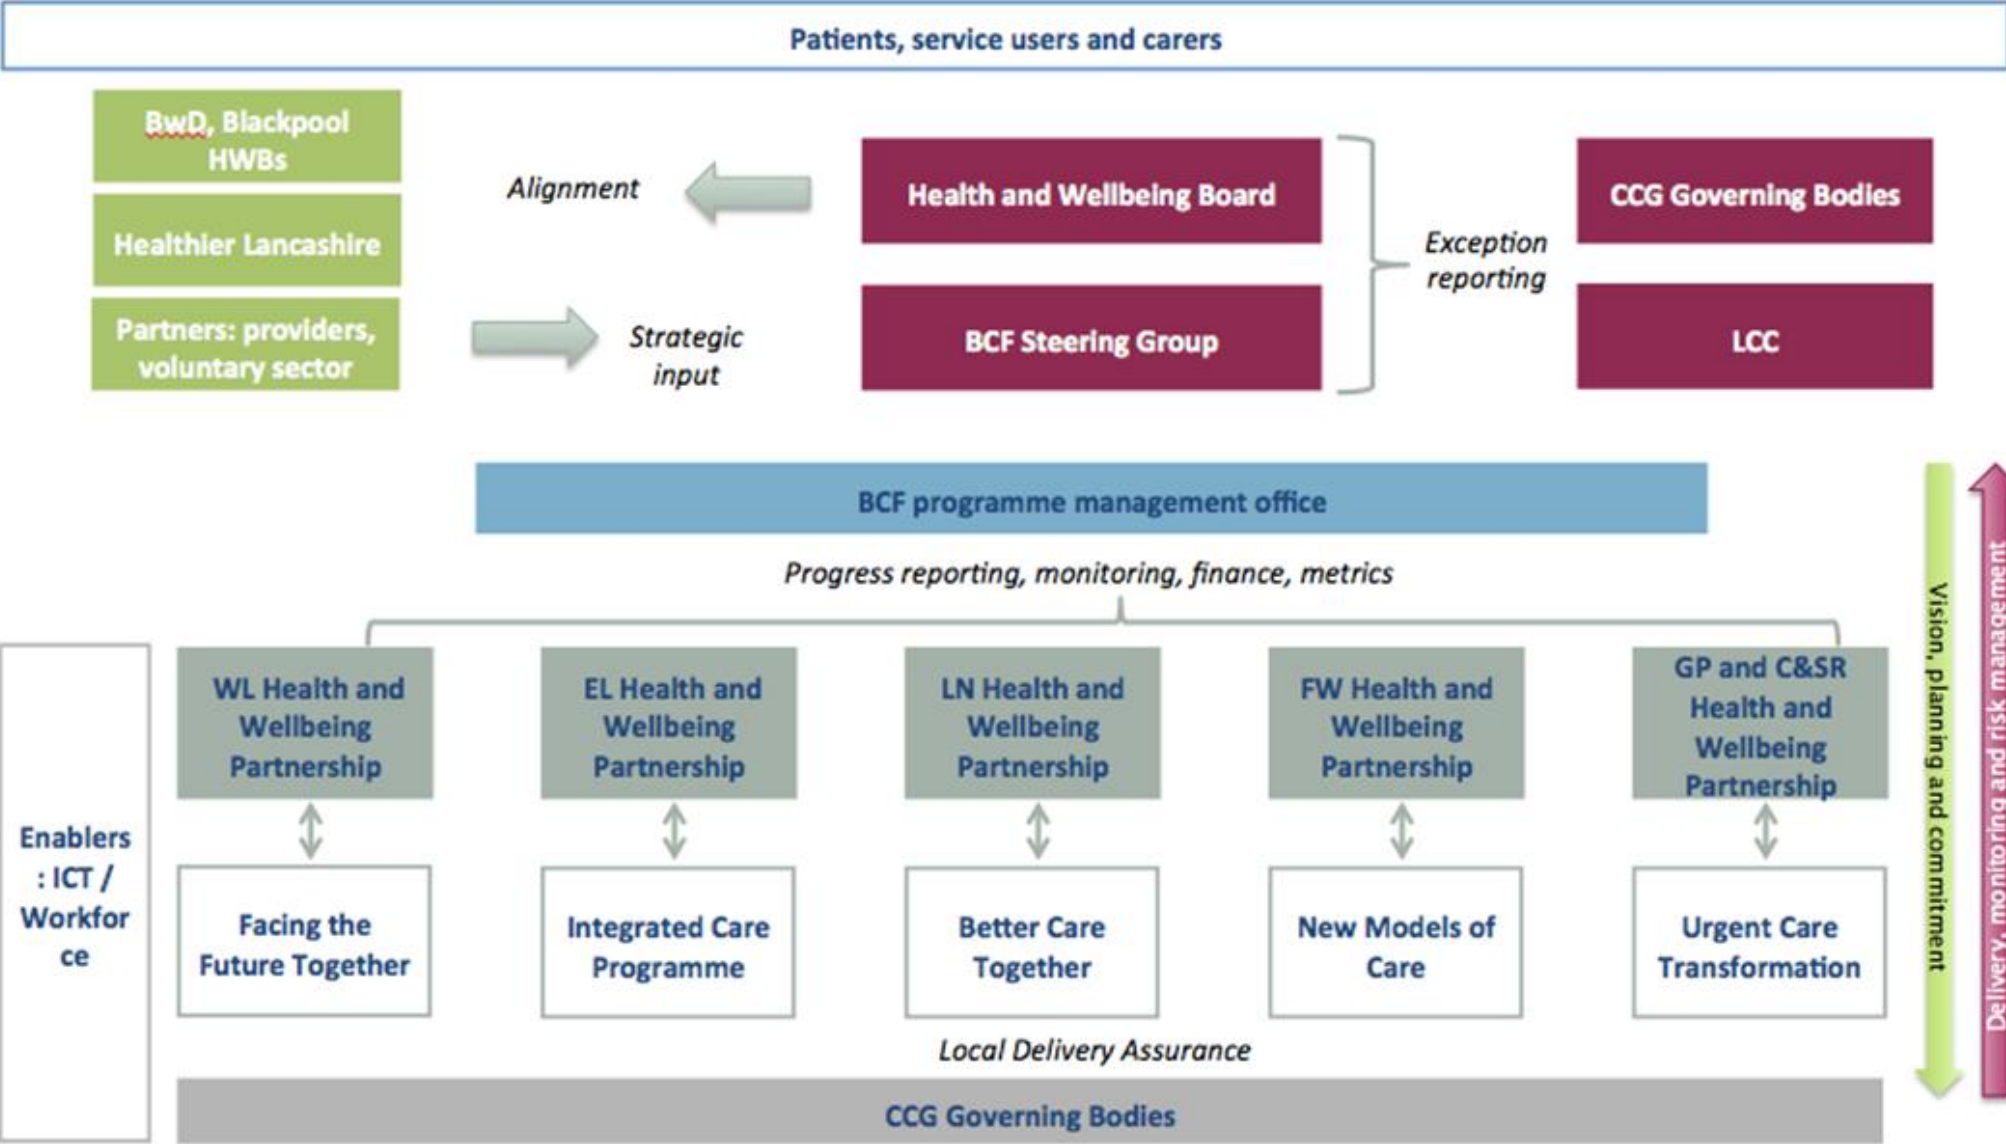 Patients, service users and carers
BwD, Blackpool
HWBs
Healthier Lancashire
Partners: providers,
voluntary sector
Alignment
Strategic
input
Health and Wellbeing Board
BCF Steering Group
Exception
reporting
CCG Governing Bodies
LCC
BCF programme management office
Progress reporting, monitoring, finance, metrics
Enablers
: ICT /
Workfor
ce
WL Health and
Wellbeing
Partnership
EL Health and
Wellbeing
Partnership
LN Health and
Wellbeing
Partnership
FW Health and
Wellbeing
Partnership
GP and C&SR
Health and
Wellbeing
Partnership
Facing the
Future Together
Integrated Care
Programme
Better Care
Together
New Models of
Care
Urgent Care
Transformation
Local Delivery Assurance
CCG Governing Bodies
Vision, planning and commitment
Delivery, monitoring and risk management